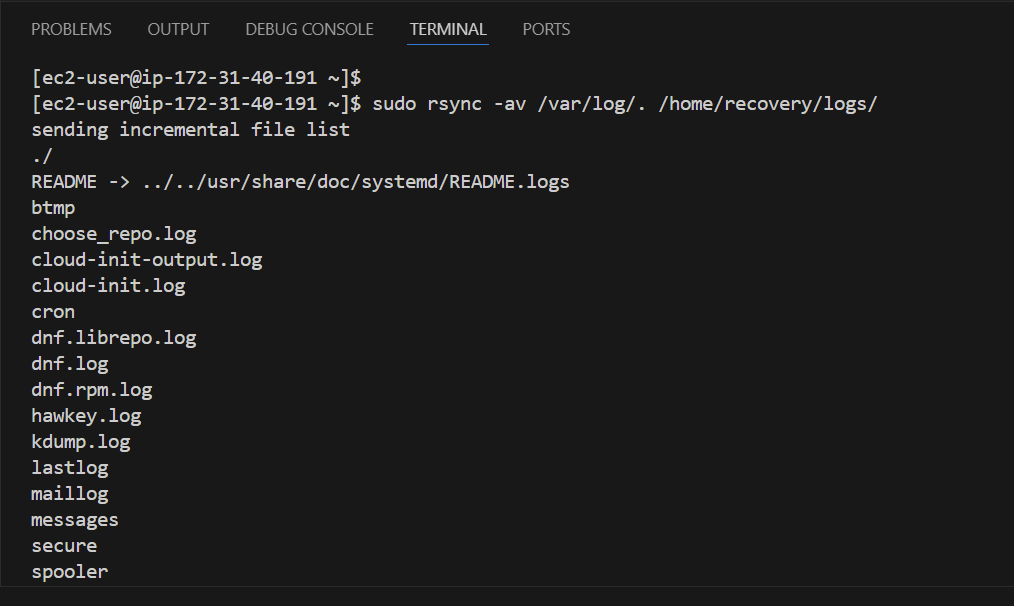 PROBLEMS OUTPUT DEBUG CONSOLE TERMINAL PORTS
[ec2-user@ip-172-31-40-191 ~]$
[ec2-user@ip-172-31-40-191 ~]$ sudo rsync -av /var/log/. /home/recovery/logs/
sending incremental file list
./
README -> ../../usr/share/doc/systemd/README.logs
btmp
choose_repo.log
cloud-init-output.log
cloud-init.log
cron
dnf.librepo.log
dnf.log
dnf.rpm.log
hawkey.log
kdump.log
lastlog
maillog
messages
secure
spooler